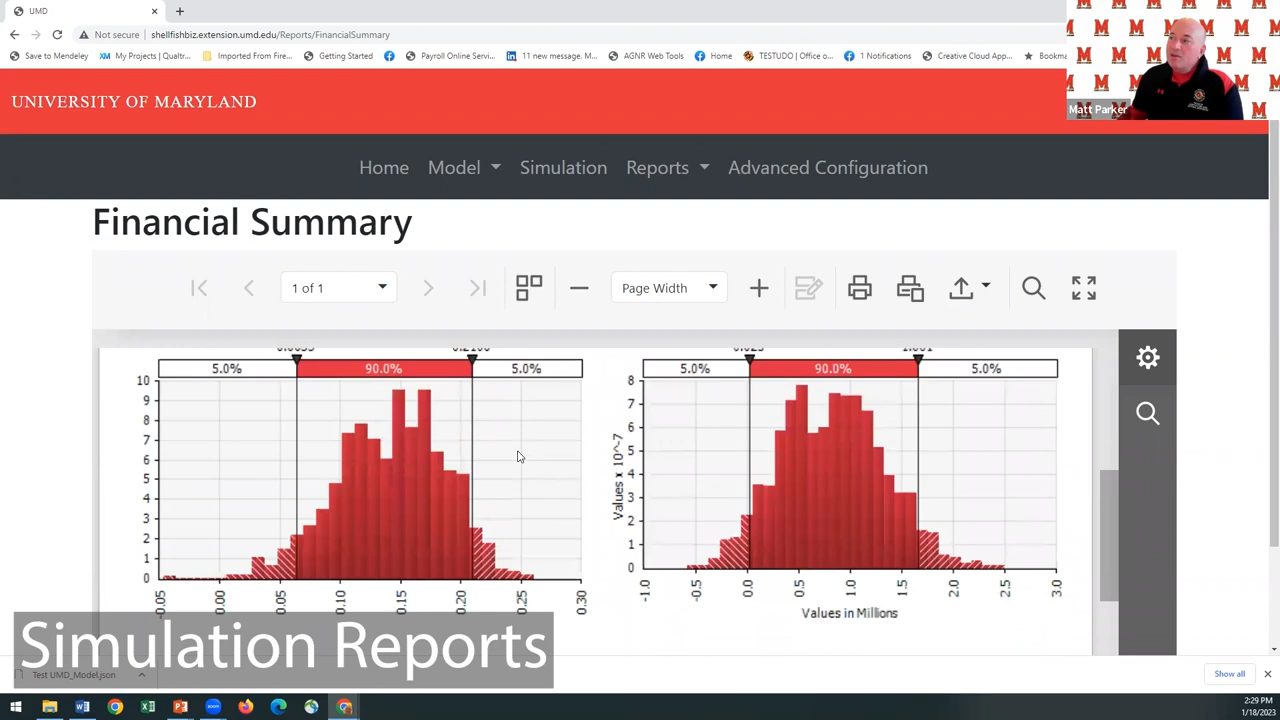 UMD
Not secure
shellfishbiz.extension.umd.edu/Reports/FinancialSummary
Save to Mendeley
My Projects (Qualtr...
Imported From Fire...
Getting Started
Payroll Online Servi...
11 new message. M...
AGNR Web Tools
Home
TESTUDO | Office o...
1 Notifications
Creative Cloud App...
Bookma
Matt Parker
UNIVERSITY OF MARYLAND
Home
Model
Simulation
Reports
Advanced Configuration
Financial Summary
1 of 1
Page Width
5.0%
90.0%
5.0%
10
9
8
7
6
5
4
3
2
1
0
-0.05
0.00
0.05
0.10
0.15
0.20
0.25
0.30
5.0%
90.0%
5.0%
Values x 10^-7
8
7
6
5
4
3
2
1
0
-1.0
-0.5
0.0
0.5
1.0
1.5
2.0
2.5
3.0
Values in Millions
Simulation Reports
Test UMD_Model.json
Show all
2:29 PM
1/18/2023